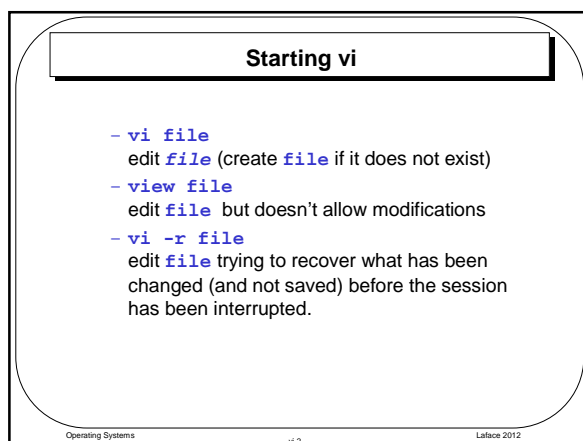 Starting vi
– vi file
edit file (create file if it does not exist)
– view file
edit file but doesn't allow modifications
– vi -r file
edit file trying to recover what has been
changed (and not saved) before the session
has been interrupted.
Operating Systems
Laface 2012